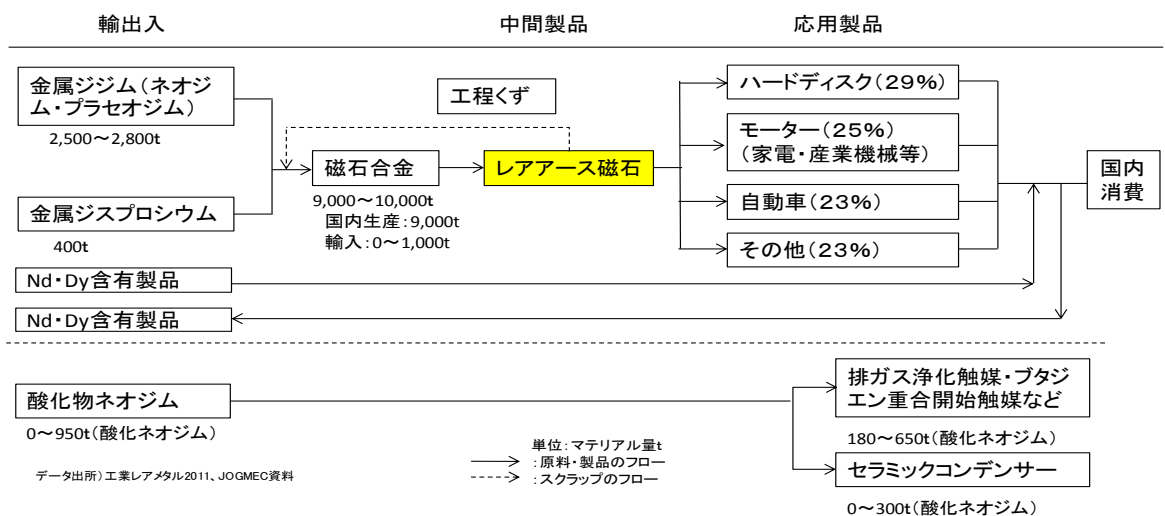 輸出入
中間製品
応用製品
金属ジジム(ネオジ
ム・プラセオジム)
2,500～2,800t
金属ジスプロシウム
400t
工程くず
磁石合金
9,000～10,000t
国内生産:9,000t
輸入:0～1,000t
レアアース磁石
ハードディスク(29%)
モーター(25%)
(家電・産業機械等)
自動車(23%)
その他(23%)
国内
消費
Nd・Dy含有製品
Nd・Dy含有製品
酸化物ネオジム
0～950t(酸化ネオジム)
排ガス浄化触媒・ブタジ
エン重合開始触媒など
180～650t(酸化ネオジム)
セラミックコンデンサー
0～300t(酸化ネオジム)
単位:マテリアル量t
:原料・製品のフロー
:スクラップのフロー
データ出所)工業レアメタル2011、JOGMEC資料